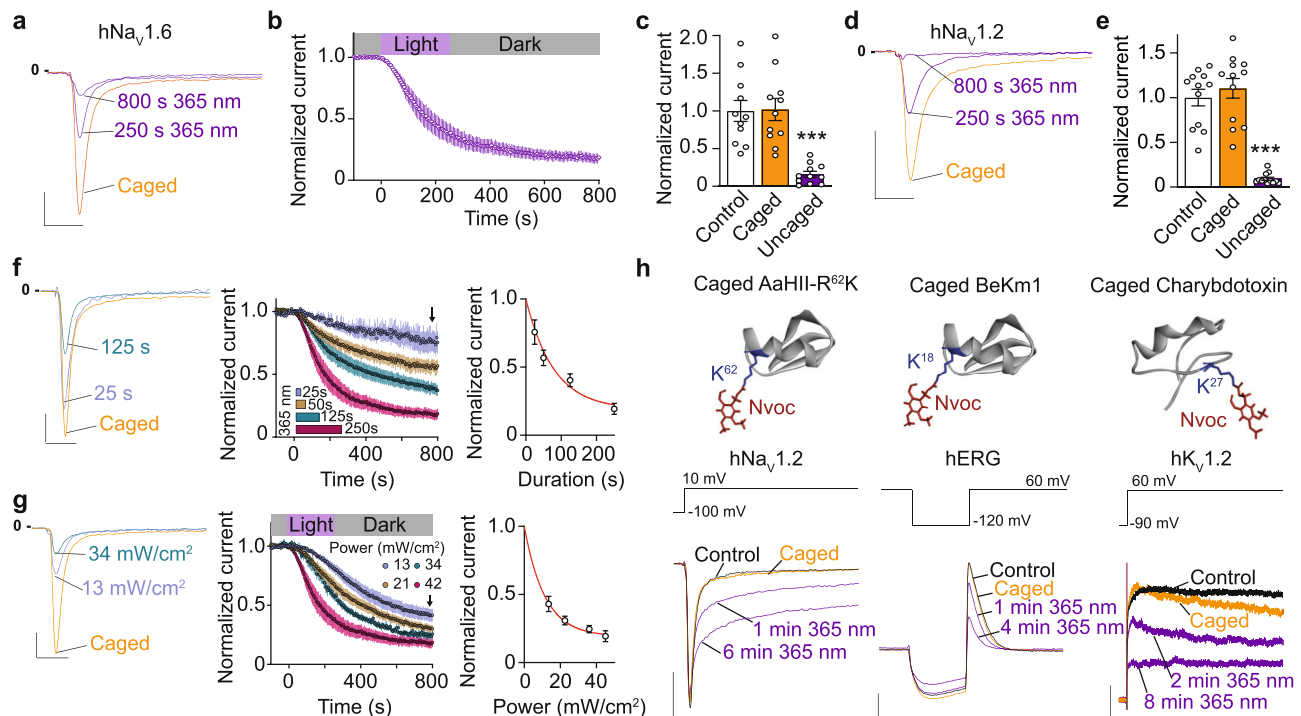 a
hNaV1.6
0
800 s 365 nm
250 s 365 nm
Caged
b
Light
Dark
Normalized current
1.0
0.5
0
0
200
400
600
800
Time (s)
c
Normalized current
2.0
1.5
1.0
0.5
0
***
Control
Caged
Uncaged
d
hNaV1.2
0
800 s 365 nm
250 s 365 nm
Caged
e
Normalized current
1.5
1.0
0.5
0
***
Control
Caged
Uncaged
f
0
125 s
25 s
Caged
Normalized current
1.0
0.5
0
365 nm
25s
50s
125s
250s
0
200
400
600
800
Time (s)
Normalized current
1.0
0.5
0
0
100
200
Duration (s)
g
0
34 mW/cm²
13 mW/cm²
Caged
Light
Dark
Power (mW/cm²)
13
34
21
42
Normalized current
1.0
0.5
0
0
200
400
600
800
Time (s)
Normalized current
1.0
0.5
0
0
20
40
Power (mW/cm²)
h
Caged AaHII-R⁶²K
K⁶²
Nvoc
hNaV1.2
10 mV
-100 mV
Control
Caged
1 min 365 nm
6 min 365 nm
Caged BeKm1
K¹⁸
Nvoc
hERG
60 mV
-120 mV
Control
Caged
1 min 365 nm
4 min 365 nm
Caged Charybdotoxin
K²⁷
Nvoc
hKV1.2
60 mV
-90 mV
Control
Caged
2 min 365 nm
8 min 365 nm